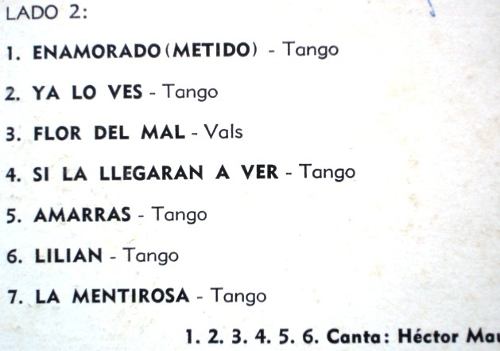 LADO 2:
1. ENAMORADO (METIDO) - Tango
2. YA LO VES - Tango
3. FLOR DEL MAL - Vals
4. SI LA LLEGARAN A VER - Tango
5. AMARRAS - Tango
6. LILIAN - Tango
7. LA MENTIROSA - Tango
1. 2. 3. 4. 5. 6. Canta: Héctor